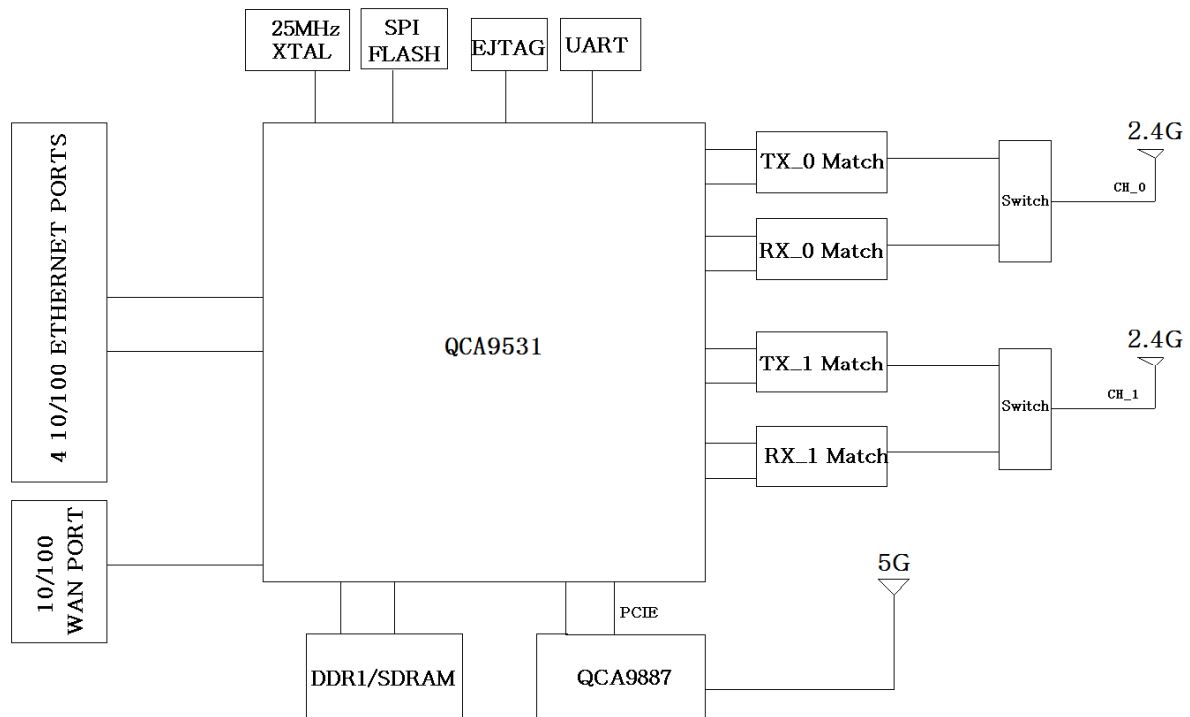 25MHz
XTAL
SPI
FLASH
EJTAG
UART
4 10/100 ETHERNET PORTS
10/100
WAN PORT
QCA9531
TX_0 Match
RX_0 Match
Switch
CH_0
2.4G
TX_1 Match
RX_1 Match
Switch
CH_1
2.4G
DDR1/SDRAM
PCIE
QCA9887
5G